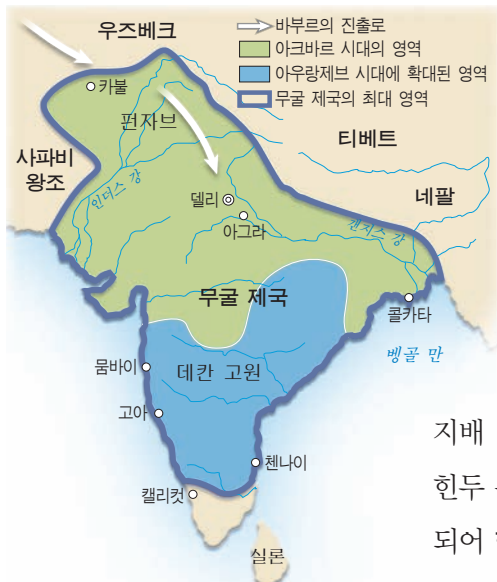 우즈베크
바부르의 진출로
아크바르 시대의 영역
아우랑제브 시대에 확대된 영역
무굴 제국의 최대 영역
카불
펀자브
티베트
사파비
왕조
인더스 강
델리
네팔
아그라
갠지스 강
무굴 제국
콜카타
벵골 만
뭄바이
데칸 고원
고아
지배
첸나이
힌두
캘리컷
되어
실론